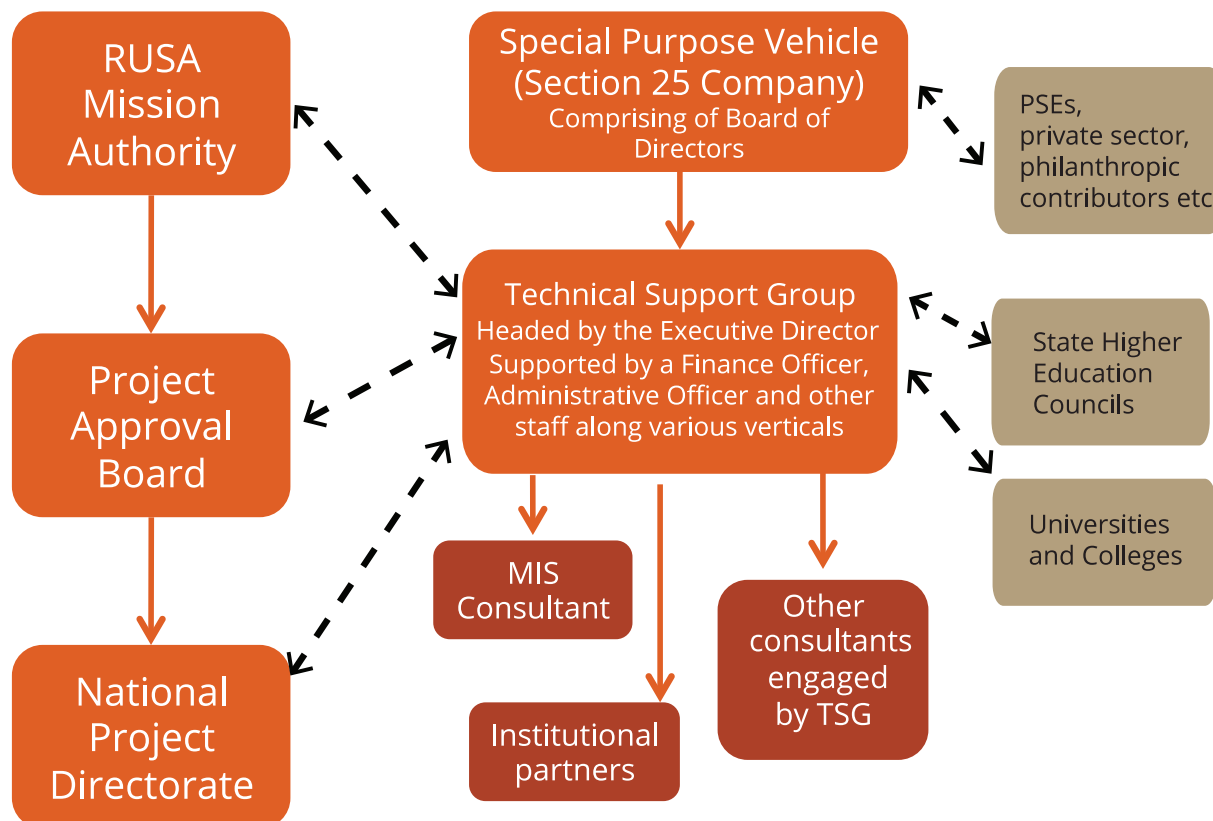 RUSA
Mission
Authority
Special Purpose Vehicle
(Section 25 Company)
Comprising of Board of
Directors
PSEs,
private sector,
philanthropic
contributors etc
Technical Support Group
Headed by the Executive Director
Supported by a Finance Officer,
Administrative Officer and other
staff along various verticals
State Higher
Education
Councils
Project
Approval
Board
Universities
and Colleges
MIS
Consultant
Other
consultants
engaged
by TSG
National
Project
Directorate
Institutional
partners